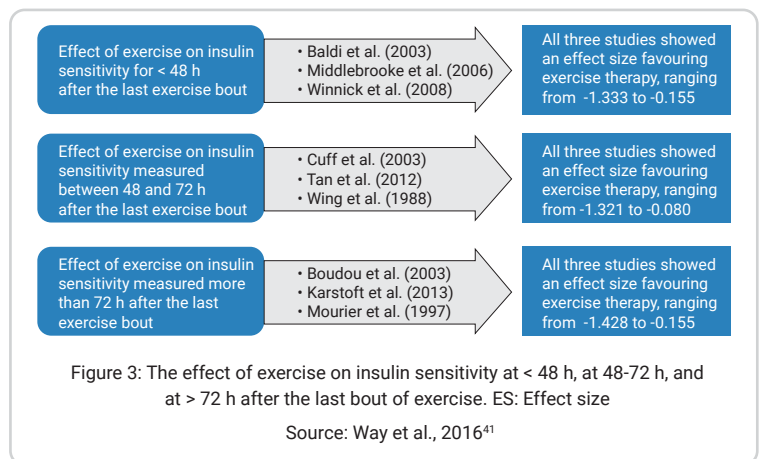 Effect of exercise on insulin
sensitivity for < 48 h
after the last exercise bout
• Baldi et al. (2003)
• Middlebrooke et al. (2006)
• Winnick et al. (2008)
All three studies showed
an effect size favouring
exercise therapy, ranging
from -1.333 to -0.155
Effect of exercise on insulin
sensitivity measured
between 48 and 72 h
after the last exercise bout
• Cuff et al. (2003)
• Tan et al. (2012)
• Wing et al. (1988)
All three studies showed
an effect size favouring
exercise therapy, ranging
from -1.321 to -0.080
Effect of exercise on insulin
sensitivity measured more
than 72 h after the last
exercise bout
• Boudou et al. (2003)
• Karstoft et al. (2013)
• Mourier et al. (1997)
All three studies showed
an effect size favouring
exercise therapy, ranging
from -1.428 to -0.155
Figure 3: The effect of exercise on insulin sensitivity at < 48 h, at 48-72 h, and
at > 72 h after the last bout of exercise. ES: Effect size
Source: Way et al., 2016⁴¹